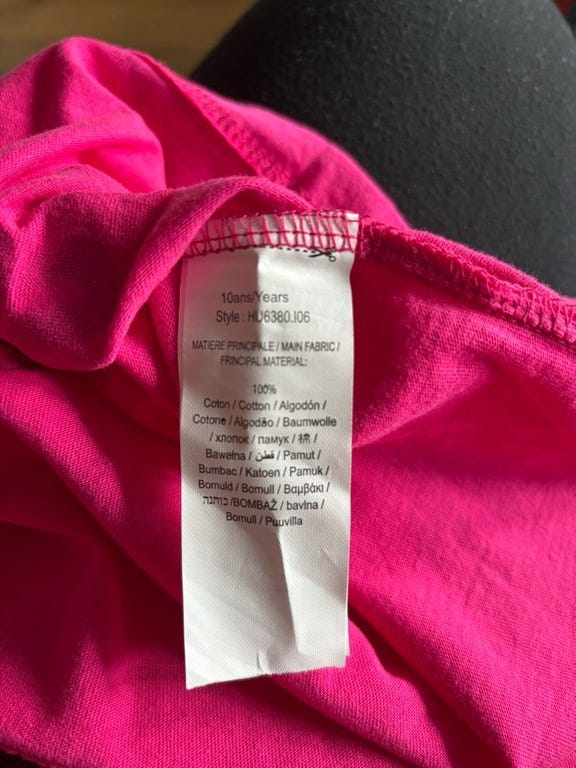 10ans/Years
Style : HU6380.I06
MATIERE PRINCIPALE / MAIN FABRIC /
FRINCIPAL MATERIAL:
100%
Coton / Cotton / Algodón /
Cotone / Algodão / Baumwolle
/ хлопок / памук / 棉 /
Bawełna / قطن / Pamut /
Bumbac / Katoen / Pamuk /
Bomuld / Bomull / Βαμβάκι /
כותנה /BOMBAŽ / bavlna /
Bomull / Puuvilla